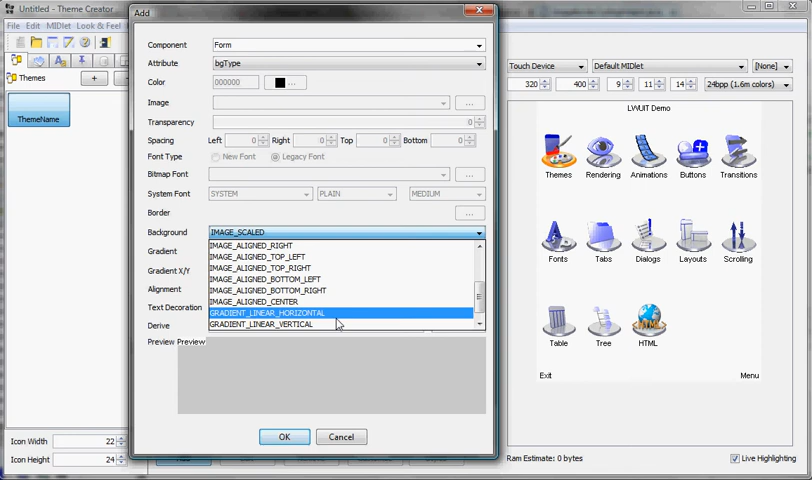 Untitled - Theme Creator
File Edit MIDlet Look & Feel
Themes
ThemeName
Icon Width 22
Icon Height 24
Add
Component Form
Attribute bgType
Color 000000 ...
Image ...
Transparency 0
Spacing Left 0 Right 0 Top 0 Bottom 0
Font Type New Font Legacy Font
Bitmap Font ...
System Font SYSTEM PLAIN MEDIUM
Border ...
Background IMAGE_SCALED
Gradient
Gradient X/Y
Alignment
Text Decoration
Derive
IMAGE_ALIGNED_RIGHT
IMAGE_ALIGNED_TOP_LEFT
IMAGE_ALIGNED_TOP_RIGHT
IMAGE_ALIGNED_BOTTOM_LEFT
IMAGE_ALIGNED_BOTTOM_RIGHT
IMAGE_ALIGNED_CENTER
GRADIENT_LINEAR_HORIZONTAL
GRADIENT_LINEAR_VERTICAL
Preview Preview
OK Cancel
Touch Device Default MIDlet [None]
320 400 9 11 14 24bpp (1.6m colors)
LWUIT Demo
Themes Rendering Animations Buttons Transitions
Fonts Tabs Dialogs Layouts Scrolling
Table Tree HTML
Exit Menu
Ram Estimate: 0 bytes Live Highlighting